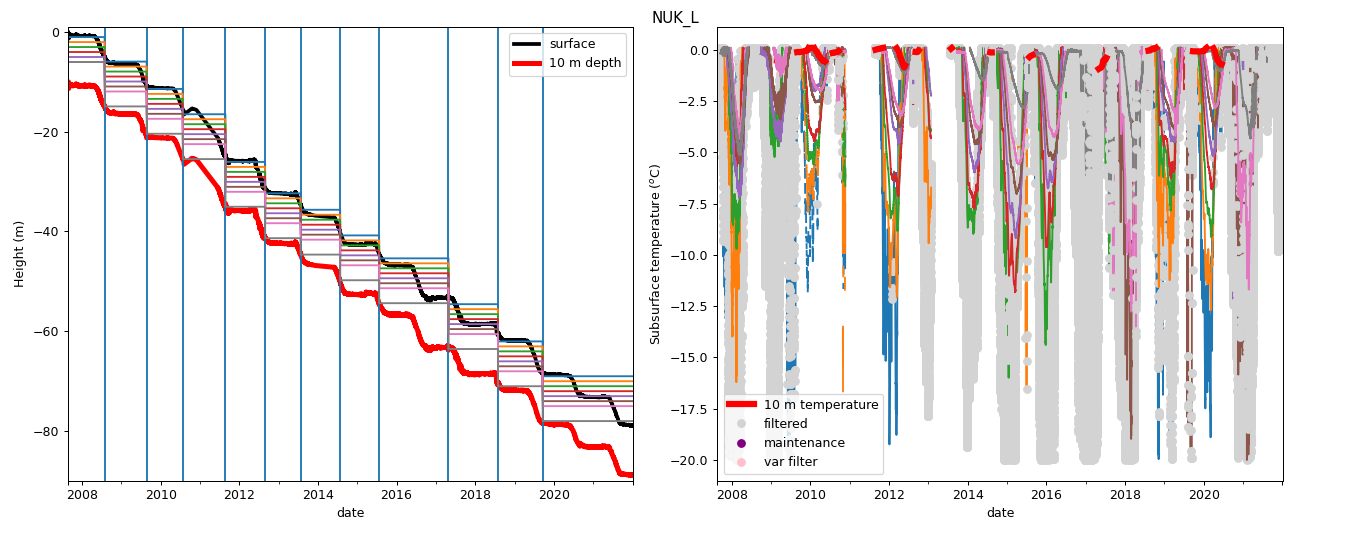 NUK_L
0
−20
−40
−60
−80
Height (m)
2008
2010
2012
2014
2016
2018
2020
date
surface
10 m depth
0.0
−2.5
−5.0
−7.5
−10.0
−12.5
−15.0
−17.5
−20.0
Subsurface temperature (°C)
2008
2010
2012
2014
2016
2018
2020
date
10 m temperature
filtered
maintenance
var filter